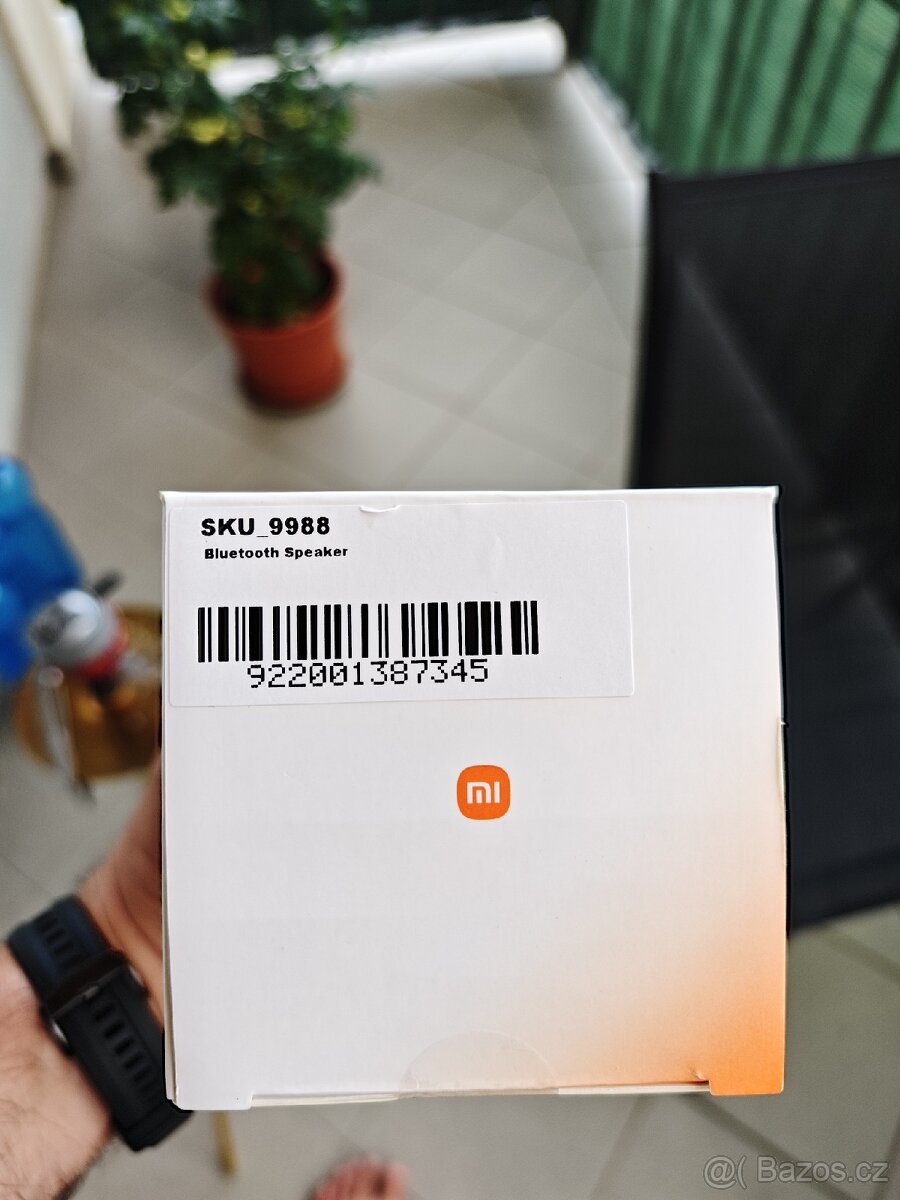 SKU_9988
Bluetooth Speaker
922001387345
mi
@( Bazos.cz